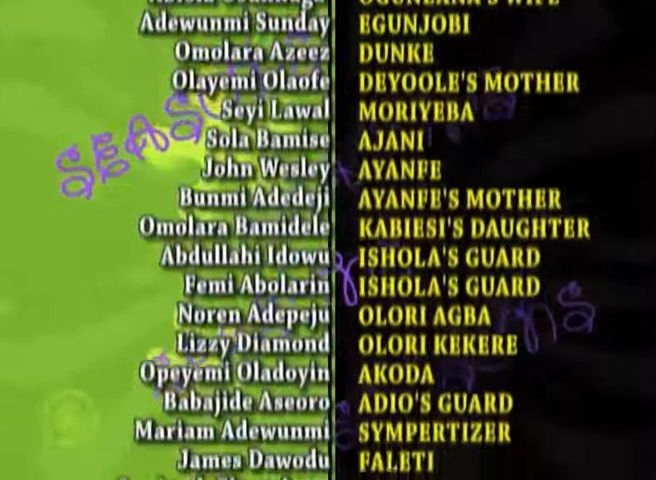 OGUNLANA'S WIFE
Adewunmi Sunday EGUNJOBI
Omolara Azeez DUNKE
Olayemi Olaofe DEYOOLE'S MOTHER
Seyi Lawal MORIYEBA
Sola Bamise AJANI
John Wesley AYANFE
Bunmi Adedeji AYANFE'S MOTHER
Omolara Bamidele KABIESI'S DAUGHTER
Abdullahi Idowu ISHOLA'S GUARD
Femi Abolarin ISHOLA'S GUARD
Noren Adepeju OLORI AGBA
Lizzy Diamond OLORI KEKERE
Opeyemi Oladoyin AKODA
Babajide Aseoro ADIO'S GUARD
Mariam Adewunmi SYMPERTIZER
James Dawodu FALETI